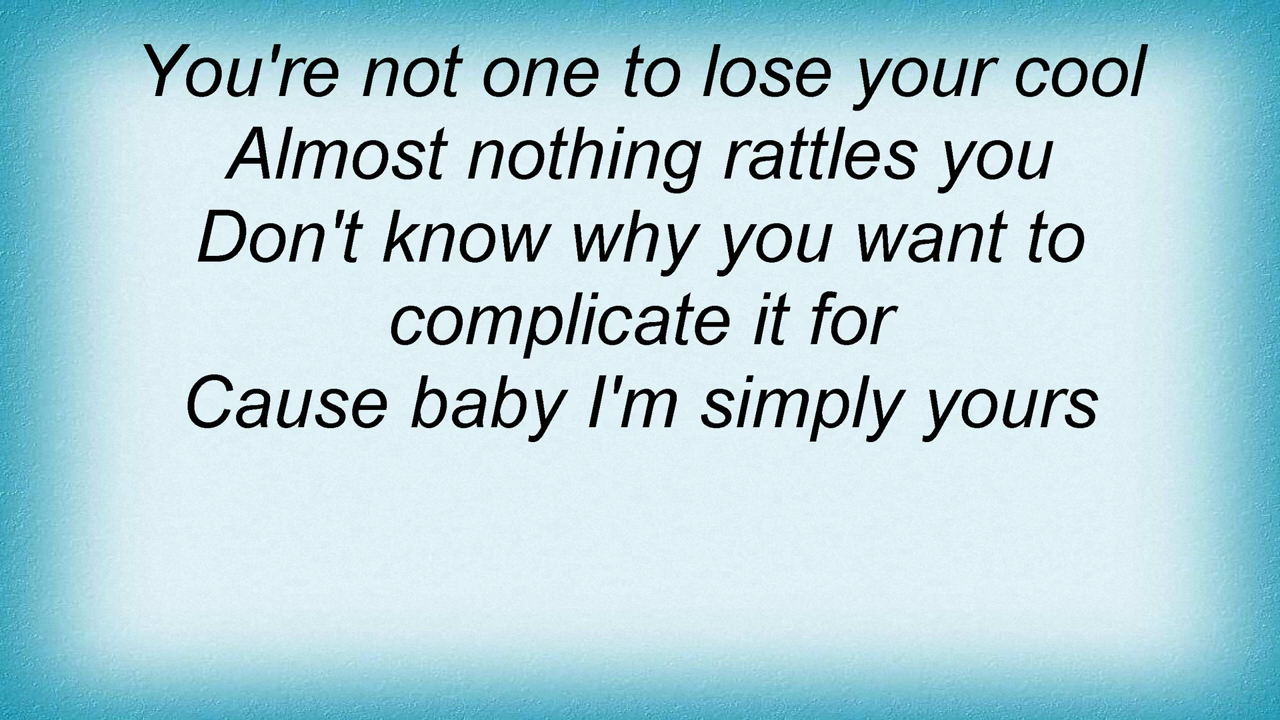 You're not one to lose your cool
Almost nothing rattles you
Don't know why you want to
complicate it for
Cause baby I'm simply yours